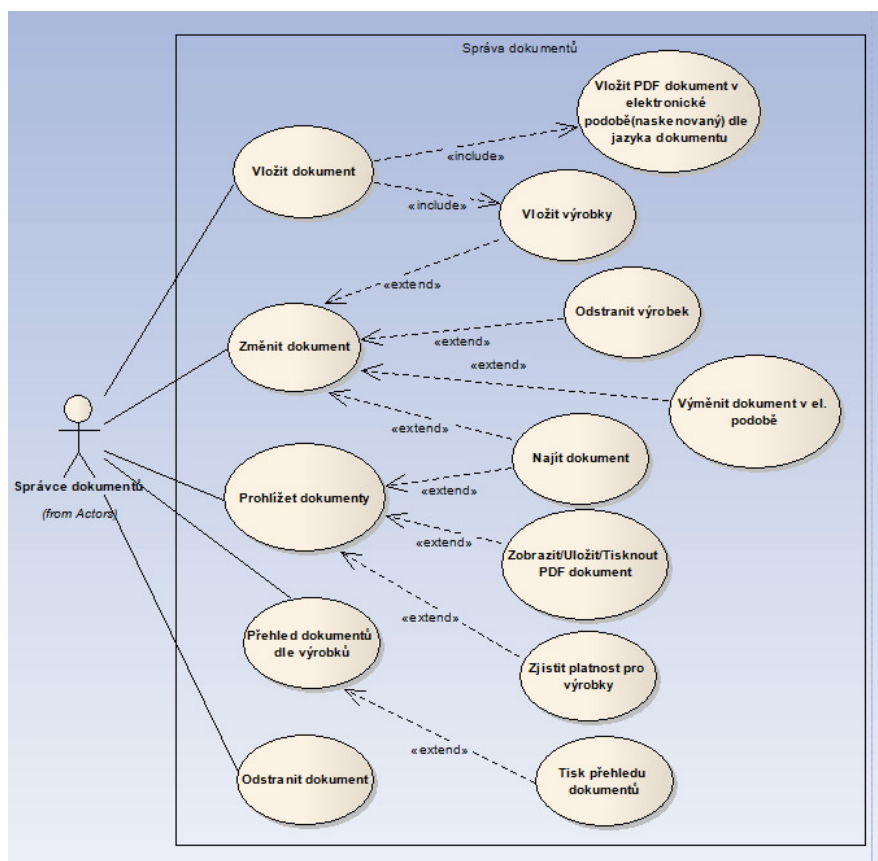 Správa dokumentů
Vložit PDF dokument v
elektronické
podobě(naskenovaný) dle
jazyka dokumentu
«include»
Vložit dokument
«include»
Vložit výrobky
«extend»
Odstranit výrobek
Změnit dokument
«extend»
«extend»
Výměnit dokument v el.
podobě
«extend»
Najít dokument
Správce dokumentů
(from Actors)
Prohlížet dokumenty
«extend»
«extend»
Zobrazit/Uložit/Tisknout
PDF dokument
«extend»
Přehled dokumentů
dle výrobků
Zjistit platnost pro
výrobky
«extend»
Odstranit dokument
Tisk přehledu
dokumentů